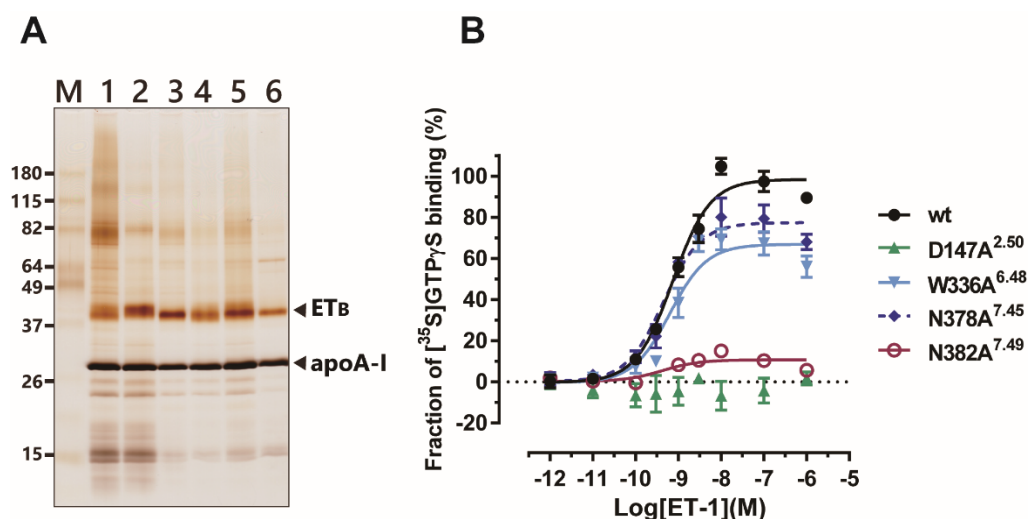 A
M 1 2 3 4 5 6
180
115
82
64
49
37
26
15
ETB
apoA-I
B
Fraction of [³⁵S]GTPγS binding (%)
100
80
60
40
20
0
-20
-12 -11 -10 -9 -8 -7 -6 -5
Log[ET-1](M)
wt
D147A²·⁵⁰
W336A⁶·⁴⁸
N378A⁷·⁴⁵
N382A⁷·⁴⁹